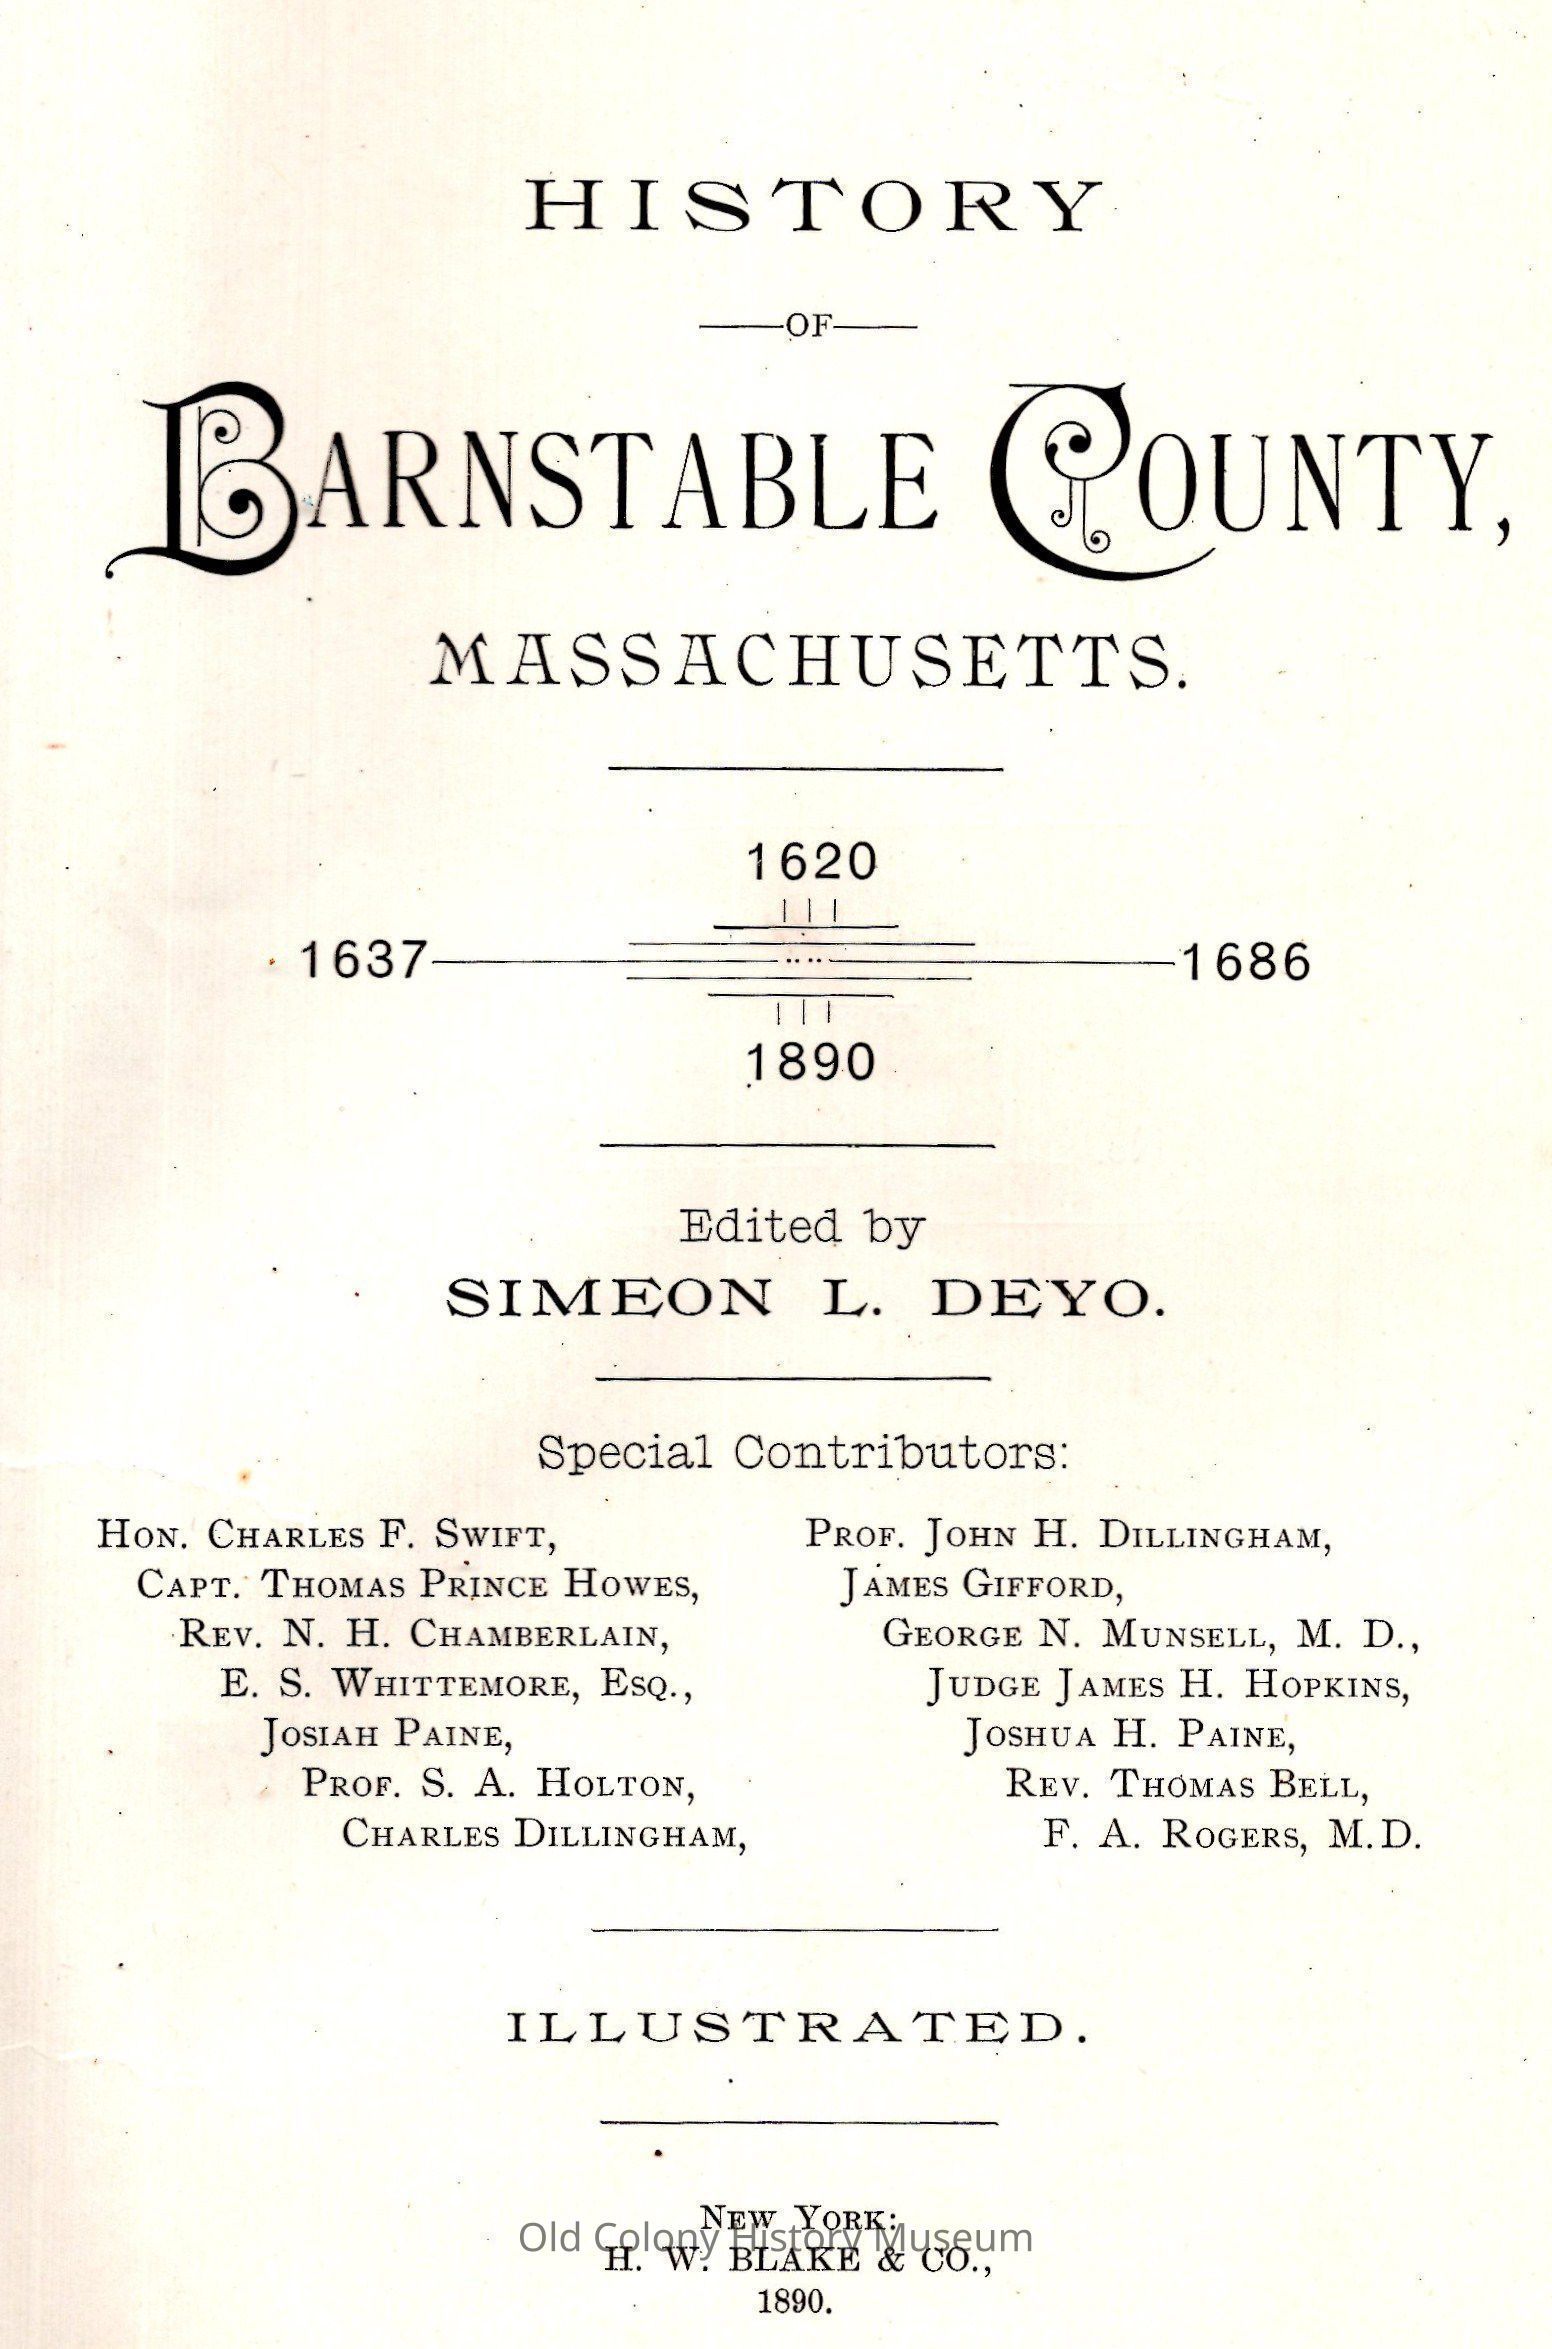 HISTORY
OF
BARNSTABLE COUNTY,
MASSACHUSETTS.
1620
1637 1686
1890
Edited by
SIMEON L. DEYO.
Special Contributors:
HON. CHARLES F. SWIFT,
CAPT. THOMAS PRINCE HOWES,
REV. N. H. CHAMBERLAIN,
E. S. WHITTEMORE, ESQ.,
JOSIAH PAINE,
PROF. S. A. HOLTON,
CHARLES DILLINGHAM,
PROF. JOHN H. DILLINGHAM,
JAMES GIFFORD,
GEORGE N. MUNSELL, M. D.,
JUDGE JAMES H. HOPKINS,
JOSHUA H. PAINE,
REV. THOMAS BELL,
F. A. ROGERS, M.D.
ILLUSTRATED.
NEW YORK:
Old Colony History Museum
H. W. BLAKE & CO.,
1890.